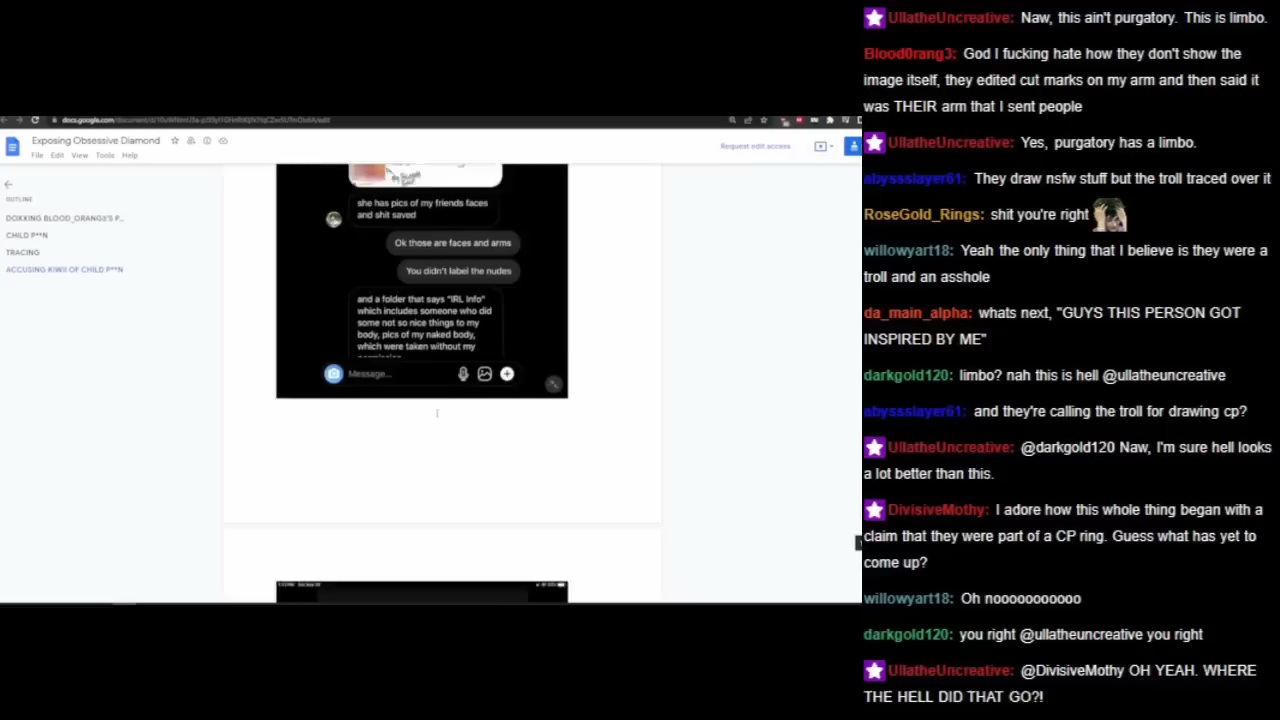 Exposing Obsessive Diamond
File Edit View Tools Help
Request edit access
OUTLINE
DOXXING BLOOD_ORANG3'S F...
CHILD P**N
TRACING
ACCUSING KIWII OF CHILD P**N
she has pics of my friends faces
and shit saved
Ok those are faces and arms
You didn't label the nudes
and a folder that says "IRL Info"
which includes someone who did
some not so nice things to my
body, pics of my naked body,
which were taken without my
Message...
UllatheUncreative: Naw, this ain't purgatory. This is limbo.
Blood0rang3: God I fucking hate how they don't show the
image itself, they edited cut marks on my arm and then said it
was THEIR arm that I sent people
UllatheUncreative: Yes, purgatory has a limbo.
abyssslayer61: They draw nsfw stuff but the troll traced over it
RoseGold_Rings: shit you're right
willowyart18: Yeah the only thing that I believe is they were a
troll and an asshole
da_main_alpha: whats next, "GUYS THIS PERSON GOT
INSPIRED BY ME"
darkgold120: limbo? nah this is hell @ullatheuncreative
abyssslayer61: and they're calling the troll for drawing cp?
UllatheUncreative: @darkgold120 Naw, I'm sure hell looks
a lot better than this.
DivisiveMothy: I adore how this whole thing began with a
claim that they were part of a CP ring. Guess what has yet to
come up?
willowyart18: Oh nooooooooooo
darkgold120: you right @ullatheuncreative you right
UllatheUncreative: @DivisiveMothy OH YEAH. WHERE
THE HELL DID THAT GO?!